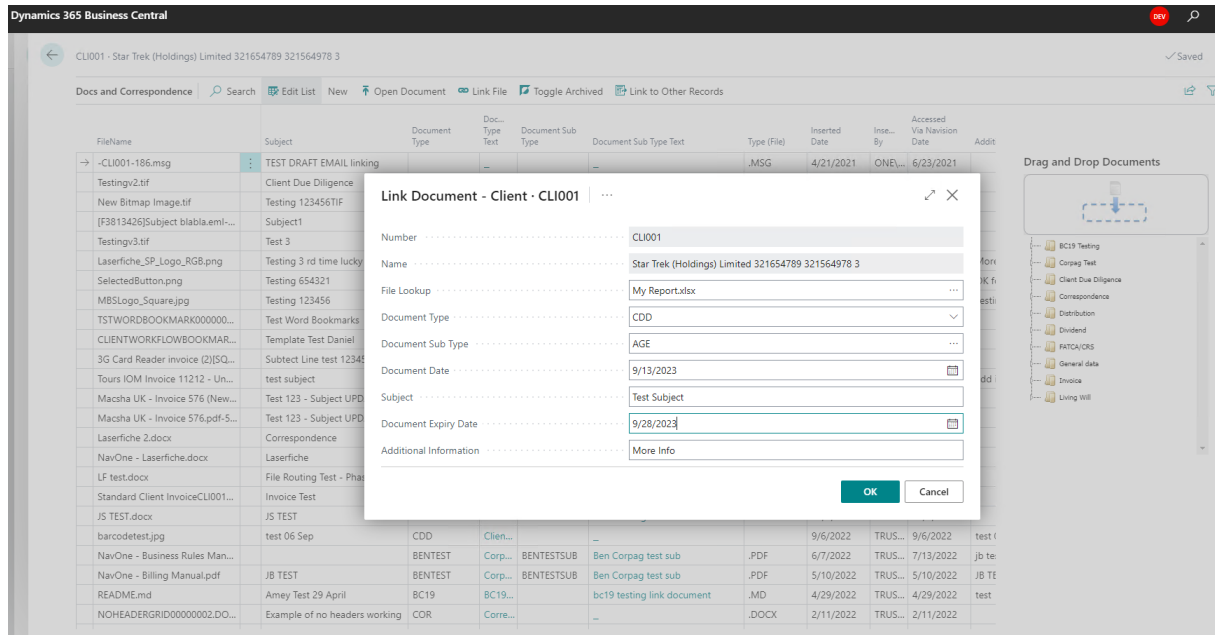 Dynamics 365 Business Central
DEV
CLI001 · Star Trek (Holdings) Limited 321654789 321564978 3
Saved
Docs and Correspondence Search Edit List New Open Document Link File Toggle Archived Link to Other Records
FileName Subject Document Type Doc... Type Text Document Sub Type Document Sub Type Text Type (File) Inserted Date Inse... By Accessed Via Navision Date Additi
-CLI001-186.msg TEST DRAFT EMAIL linking _ _ .MSG 4/21/2021 ONE\... 6/23/2021
Testingv2.tif Client Due Diligence
New Bitmap Image.tif Testing 123456TIF
[F3813426]Subject blabla.eml-... Subject1
Testingv3.tif Test 3
Laserfiche_SP_Logo_RGB.png Testing 3 rd time lucky
SelectedButton.png Testing 654321
MBSLogo_Square.jpg Testing 123456
TSTWORDBOOKMARK000000... Test Word Bookmarks
CLIENTWORKFLOWBOOKMAR... Template Test Daniel
3G Card Reader invoice (2)[SQ... Subtect Line test 12345
Tours IOM Invoice 11212 - Un... test subject
Macsha UK - Invoice 576 (New... Test 123 - Subject UPD
Macsha UK - Invoice 576.pdf-5... Test 123 - Subject UPD
Laserfiche 2.docx Correspondence
NavOne - Laserfiche.docx Laserfiche
LF test.docx File Routing Test - Phas
Standard Client InvoiceCLI001... Invoice Test
JS TEST.docx JS TEST
barcodetest.jpg test 06 Sep CDD Clien... _ 9/6/2022 TRUS... 9/6/2022 test
NavOne - Business Rules Man... BENTEST Corp... BENTESTSUB Ben Corpag test sub .PDF 6/7/2022 TRUS... 7/13/2022 jb te
NavOne - Billing Manual.pdf JB TEST BENTEST Corp... BENTESTSUB Ben Corpag test sub .PDF 5/10/2022 TRUS... 5/10/2022 JB TE
README.md Amey Test 29 April BC19 BC19... bc19 testing link document .MD 4/29/2022 TRUS... 4/29/2022 test
NOHEADERGRID00000002.DO... Example of no headers working COR Corre... _ .DOCX 2/11/2022 TRUS... 2/11/2022
Link Document - Client · CLI001 ...
Number CLI001
Name Star Trek (Holdings) Limited 321654789 321564978 3
File Lookup My Report.xlsx ...
Document Type CDD
Document Sub Type AGE ...
Document Date 9/13/2023
Subject Test Subject
Document Expiry Date 9/28/2023
Additional Information More Info
OK Cancel
Drag and Drop Documents
BC19 Testing
Corpag Test
Client Due Diligence
Correspondence
Distribution
Dividend
FATCA/CRS
General data
Invoice
Living Will